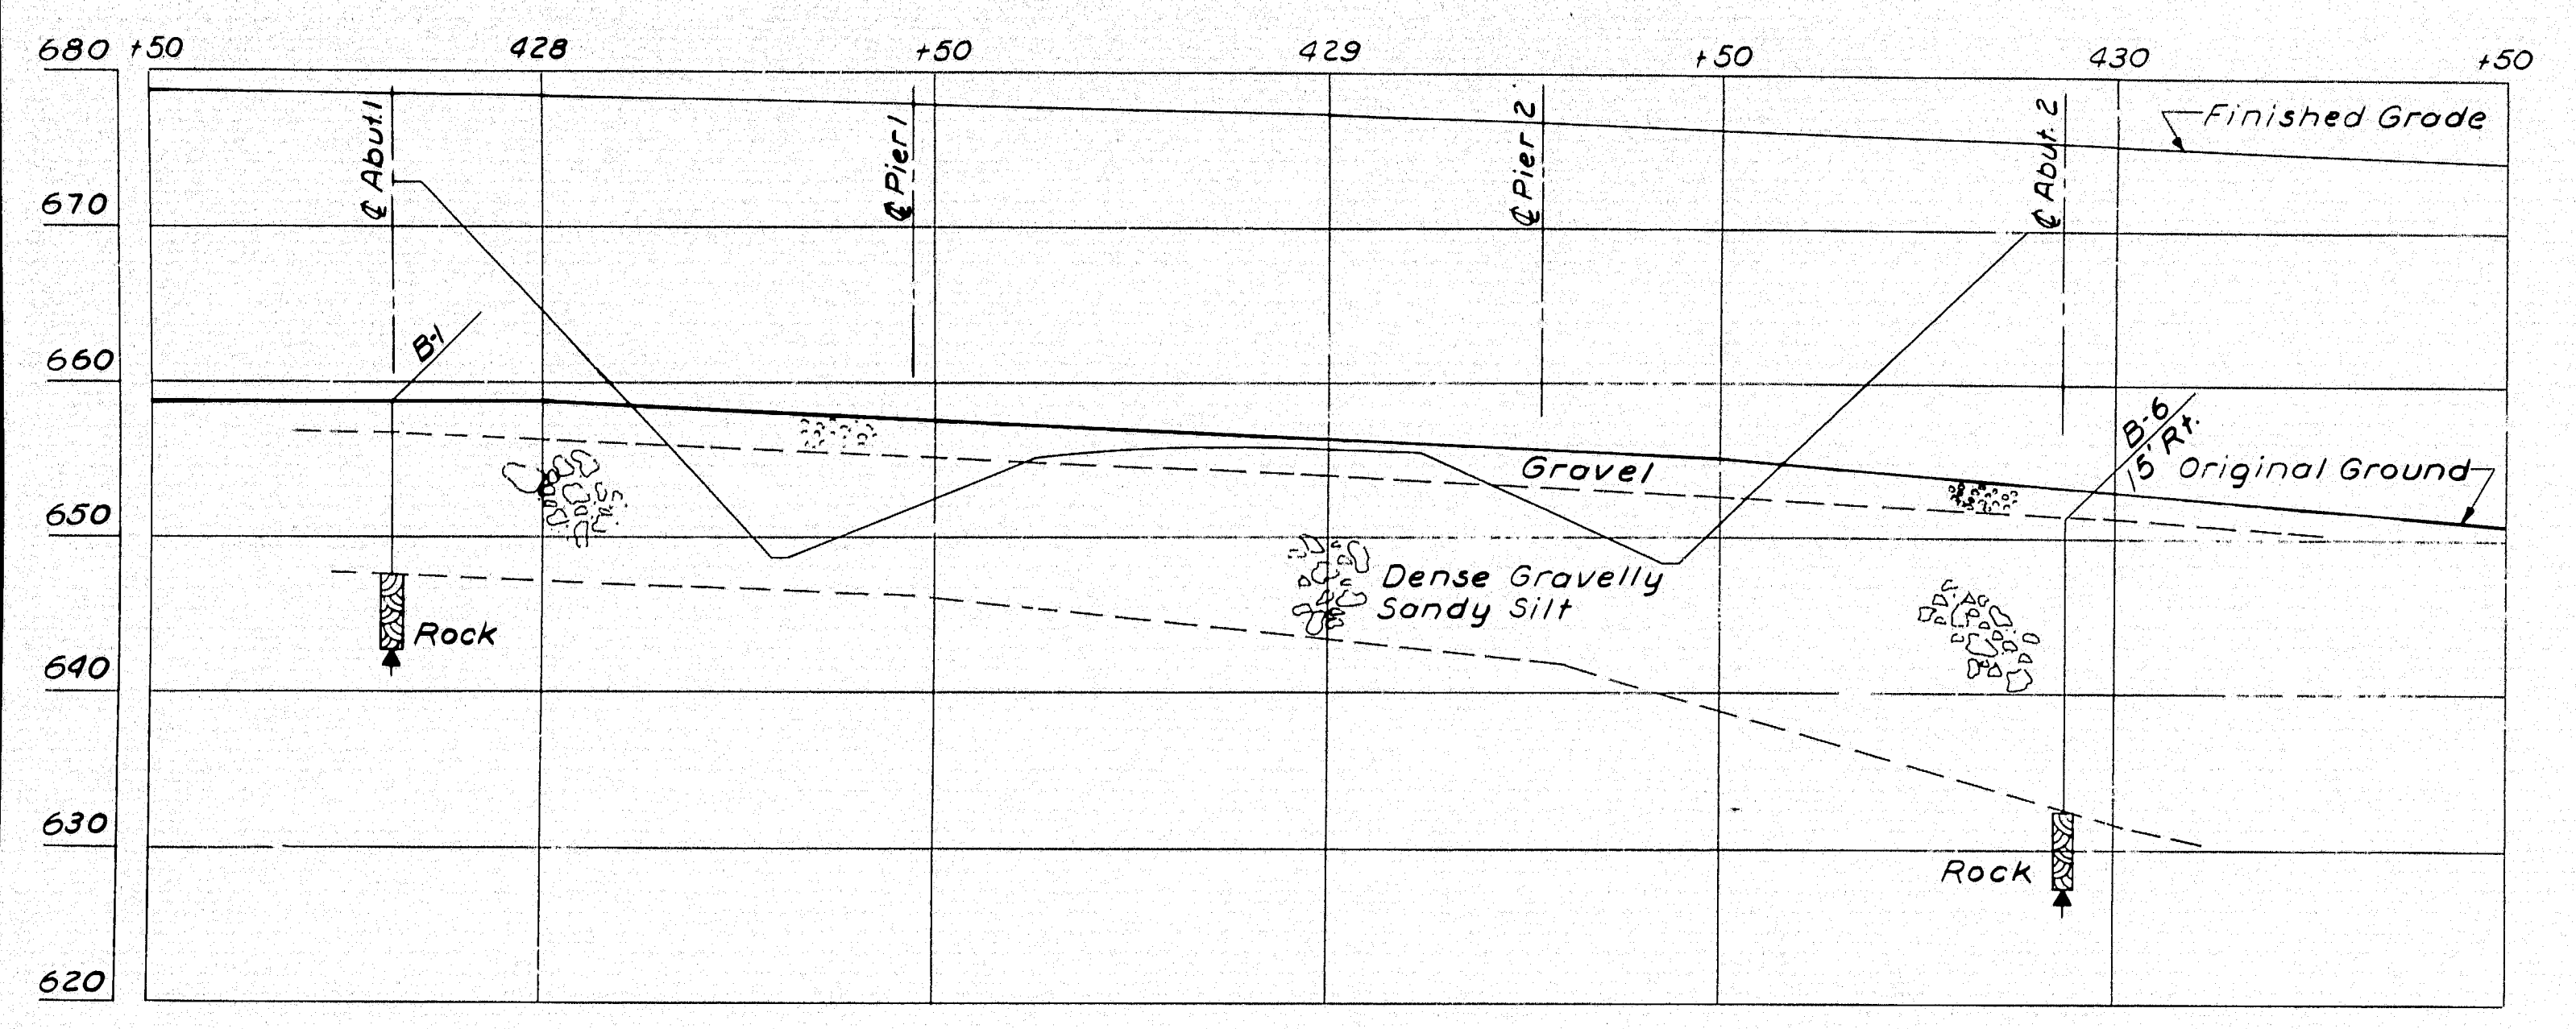 680 +50 428 +50 429 +50 430 +50
Finished Grade
℄ Abut. 1
℄ Pier 1
℄ Pier 2
℄ Abut. 2
670
B-1
660
B-6
15' Rt.
Gravel
Original Ground
650
Dense Gravelly
Sandy Silt
Rock
640
630
Rock
620